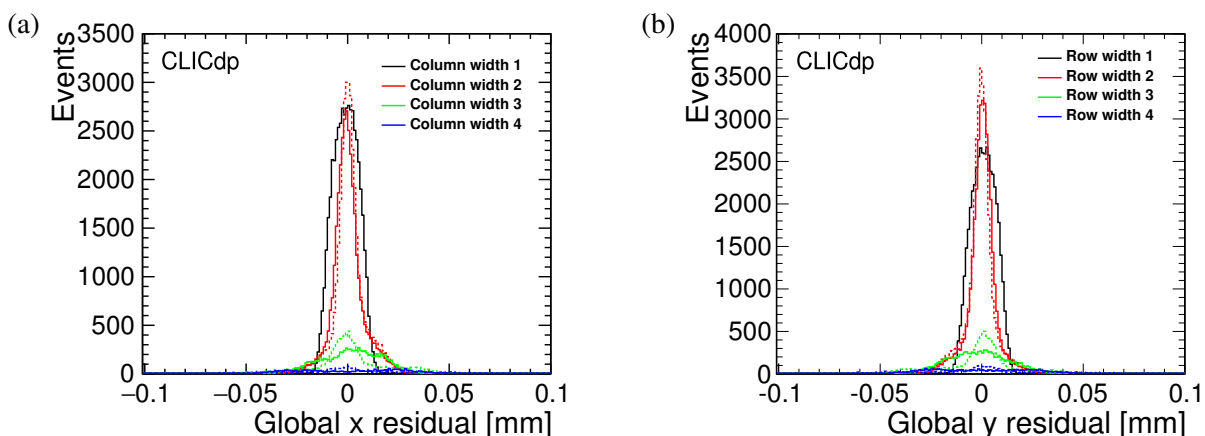 (a)
Events
3500
3000
2500
2000
1500
1000
500
0
CLICdp
Column width 1
Column width 2
Column width 3
Column width 4
−0.1
−0.05
0
0.05
0.1
Global x residual [mm]
(b)
Events
4000
3500
3000
2500
2000
1500
1000
500
0
CLICdp
Row width 1
Row width 2
Row width 3
Row width 4
-0.1
-0.05
0
0.05
0.1
Global y residual [mm]